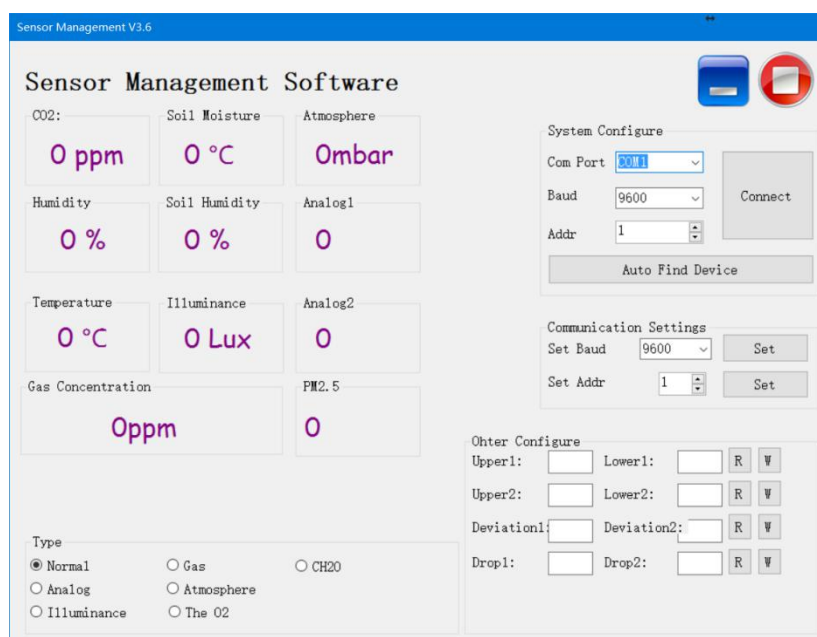 Sensor Management V3.6
Sensor Management Software
CO2: Soil Moisture Atmosphere
0 ppm 0 °C 0mbar
Humidity Soil Humidity Analog1
0 % 0 % 0
Temperature Illuminance Analog2
0 °C 0 Lux 0
Gas Concentration PM2.5
0ppm 0
Type
Normal Gas CH2O
Analog Atmosphere
Illuminance The O2
System Configure
Com Port COM1 Connect
Baud 9600
Addr 1
Auto Find Device
Communication Settings
Set Baud 9600 Set
Set Addr 1 Set
Ohter Configure
Upper1: Lower1: R W
Upper2: Lower2: R W
Deviation1: Deviation2: R W
Drop1: Drop2: R W